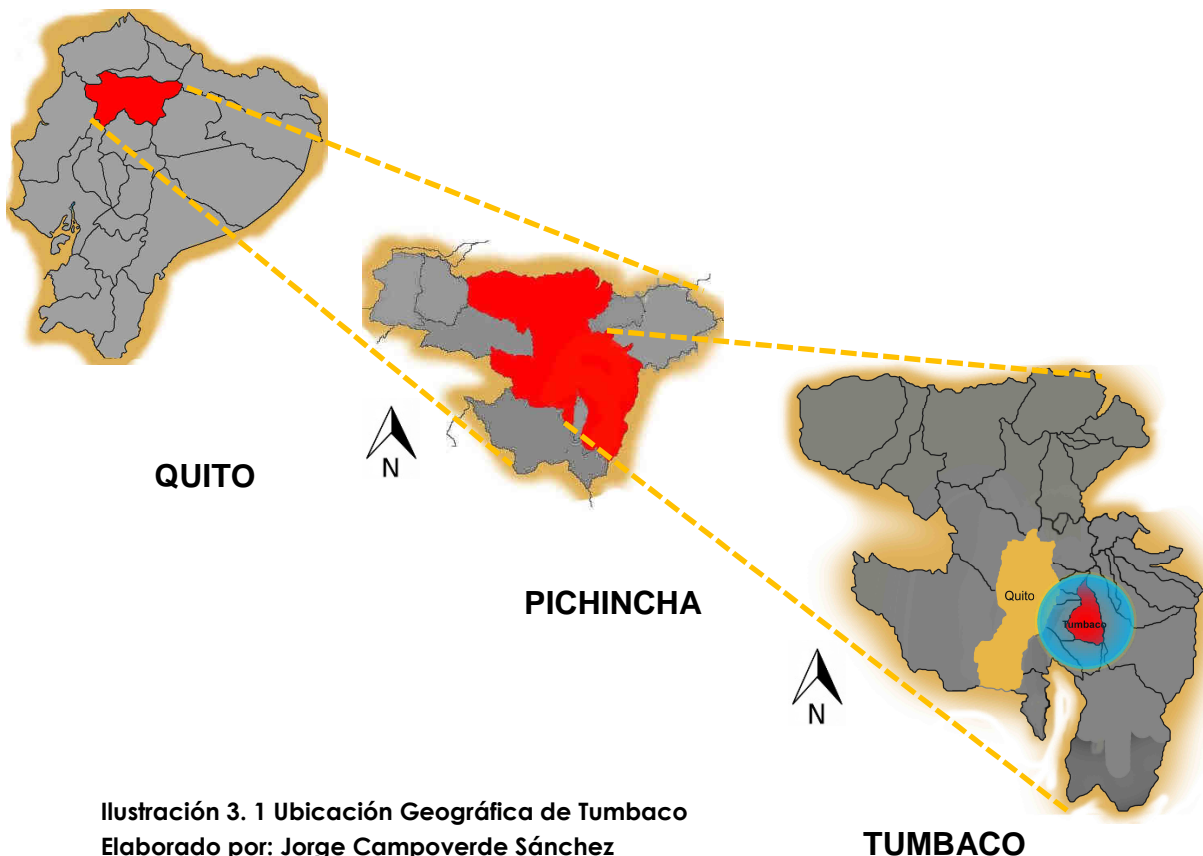 QUITO
N
PICHINCHA
N
Quito
Tumbaco
TUMBACO
Ilustración 3. 1 Ubicación Geográfica de Tumbaco
Elaborado por: Jorge Campoverde Sánchez